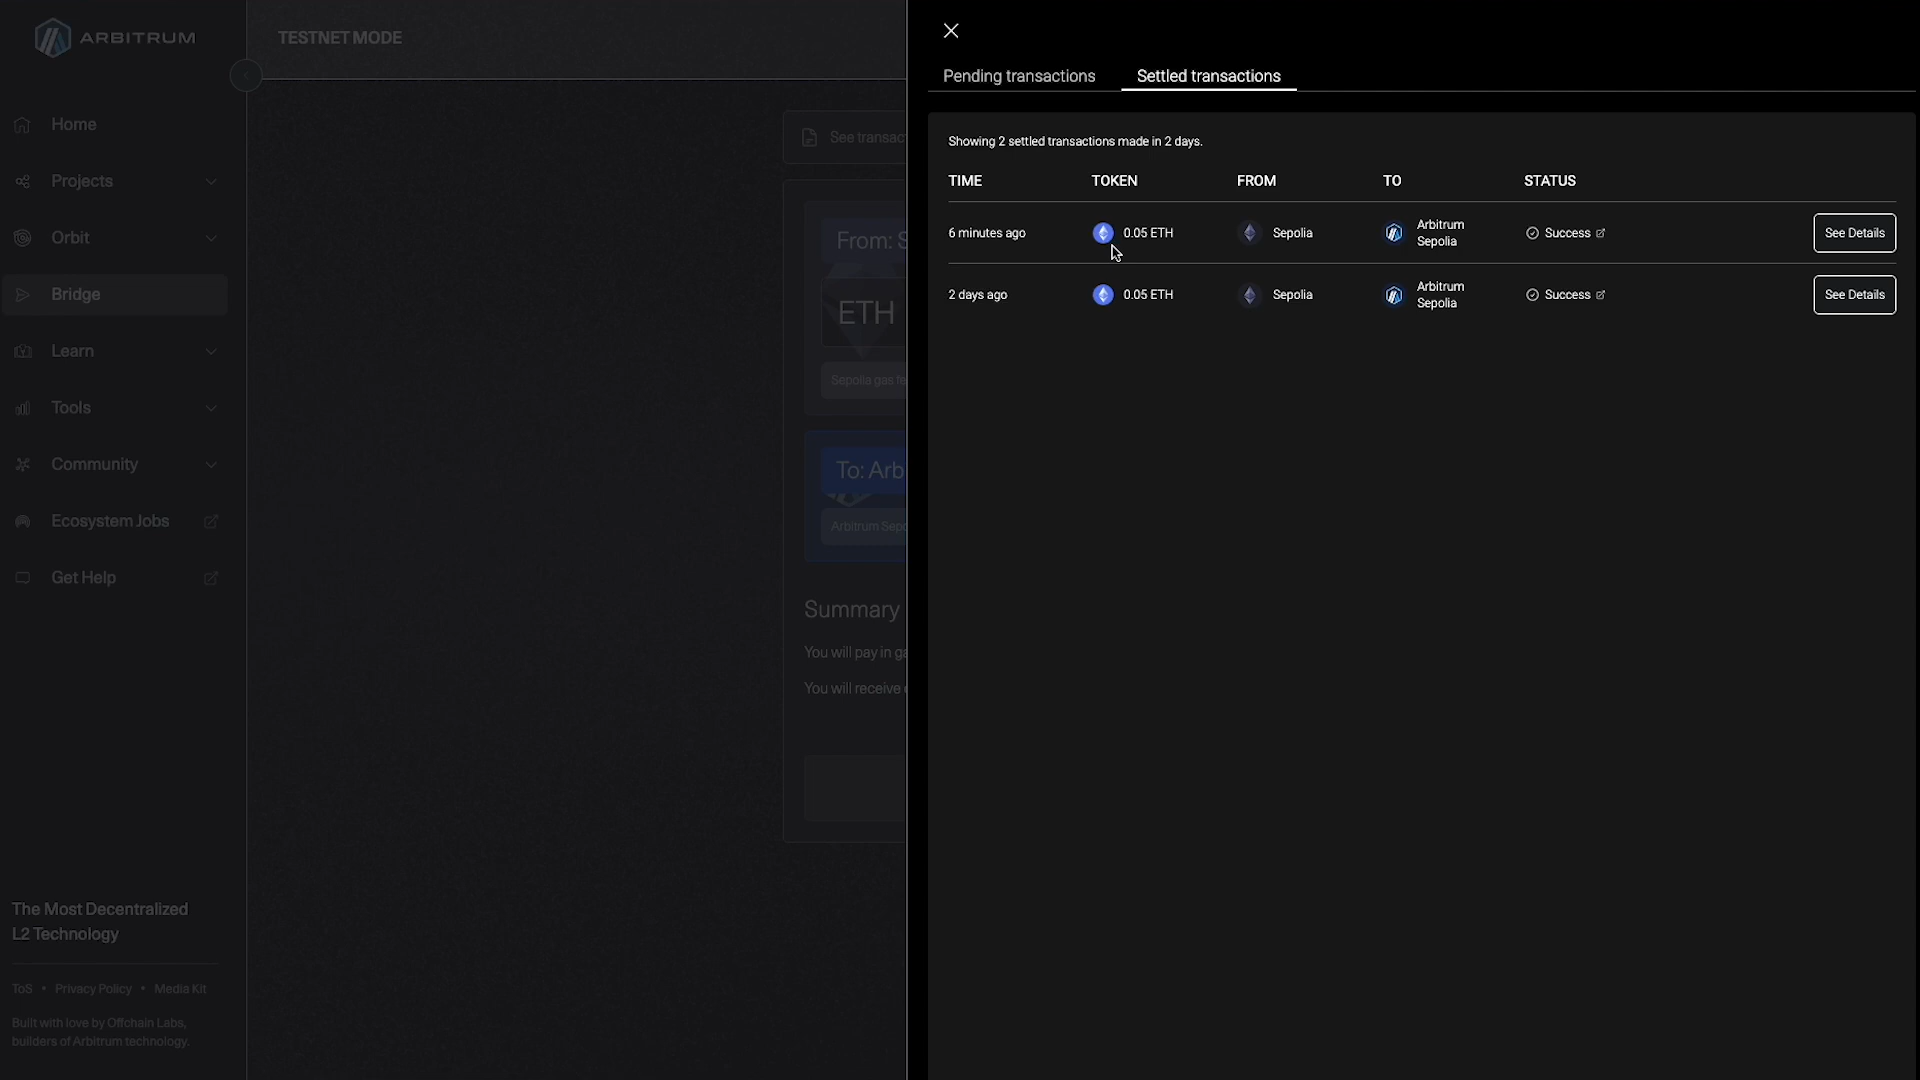 ARBITRUM
TESTNET MODE
Home
Projects
Orbit
Bridge
Learn
Tools
Community
Ecosystem Jobs
Get Help
The Most Decentralized
L2 Technology
ToS • Privacy Policy • Media Kit
Built with love by Offchain Labs,
builders of Arbitrum technology.
See transac
From: S
ETH
Sepolia gas fe
To: Arb
Arbitrum Sepo
Summary
You will pay in ga
You will receive
Pending transactions
Settled transactions
Showing 2 settled transactions made in 2 days.
TIME TOKEN FROM TO STATUS
6 minutes ago 0.05 ETH Sepolia Arbitrum Sepolia Success See Details
2 days ago 0.05 ETH Sepolia Arbitrum Sepolia Success See Details